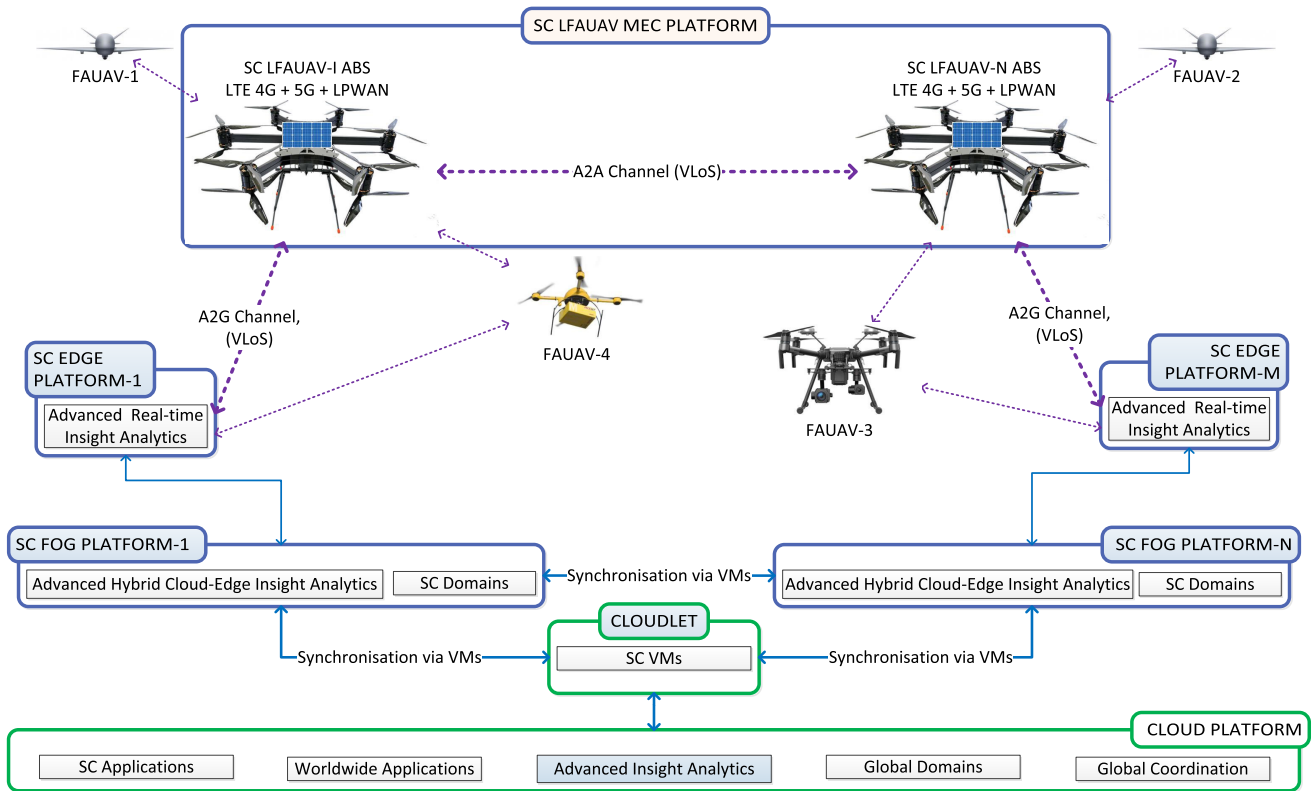 SC LFAUAV MEC PLATFORM
FAUAV-1
FAUAV-2
SC LFAUAV-I ABS
LTE 4G + 5G + LPWAN
SC LFAUAV-N ABS
LTE 4G + 5G + LPWAN
A2A Channel (VLoS)
A2G Channel,
(VLoS)
A2G Channel,
(VLoS)
FAUAV-4
FAUAV-3
SC EDGE
PLATFORM-1
Advanced Real-time
Insight Analytics
SC EDGE
PLATFORM-M
Advanced Real-time
Insight Analytics
SC FOG PLATFORM-1
Advanced Hybrid Cloud-Edge Insight Analytics
SC Domains
Synchronisation via VMs
SC FOG PLATFORM-N
Advanced Hybrid Cloud-Edge Insight Analytics
SC Domains
CLOUDLET
SC VMs
Synchronisation via VMs
Synchronisation via VMs
CLOUD PLATFORM
SC Applications
Worldwide Applications
Advanced Insight Analytics
Global Domains
Global Coordination